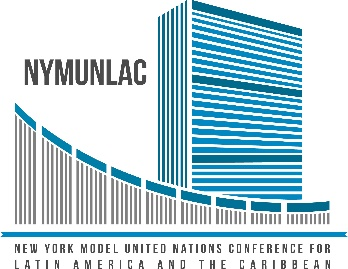 NYMUNLAC
NEW YORK MODEL UNITED NATIONS CONFERENCE FOR
LATIN AMERICA AND THE CARIBBEAN